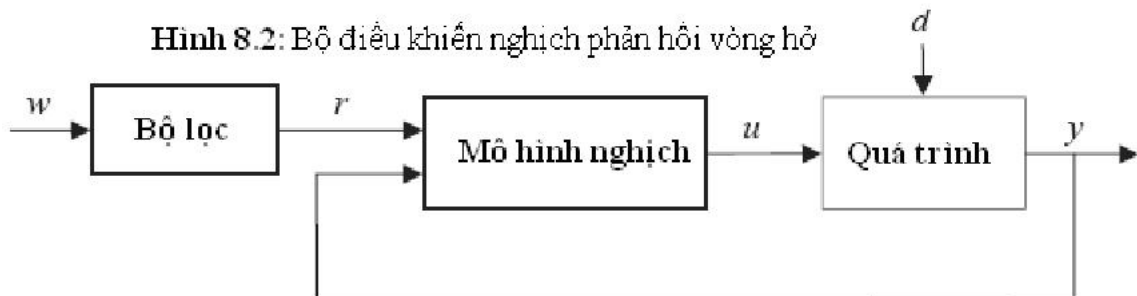 Hình 8.2: Bộ điều khiển nghịch phản hồi vòng hở
d
w
Bộ lọc
r
Mô hình nghịch
u
Quá trình
y